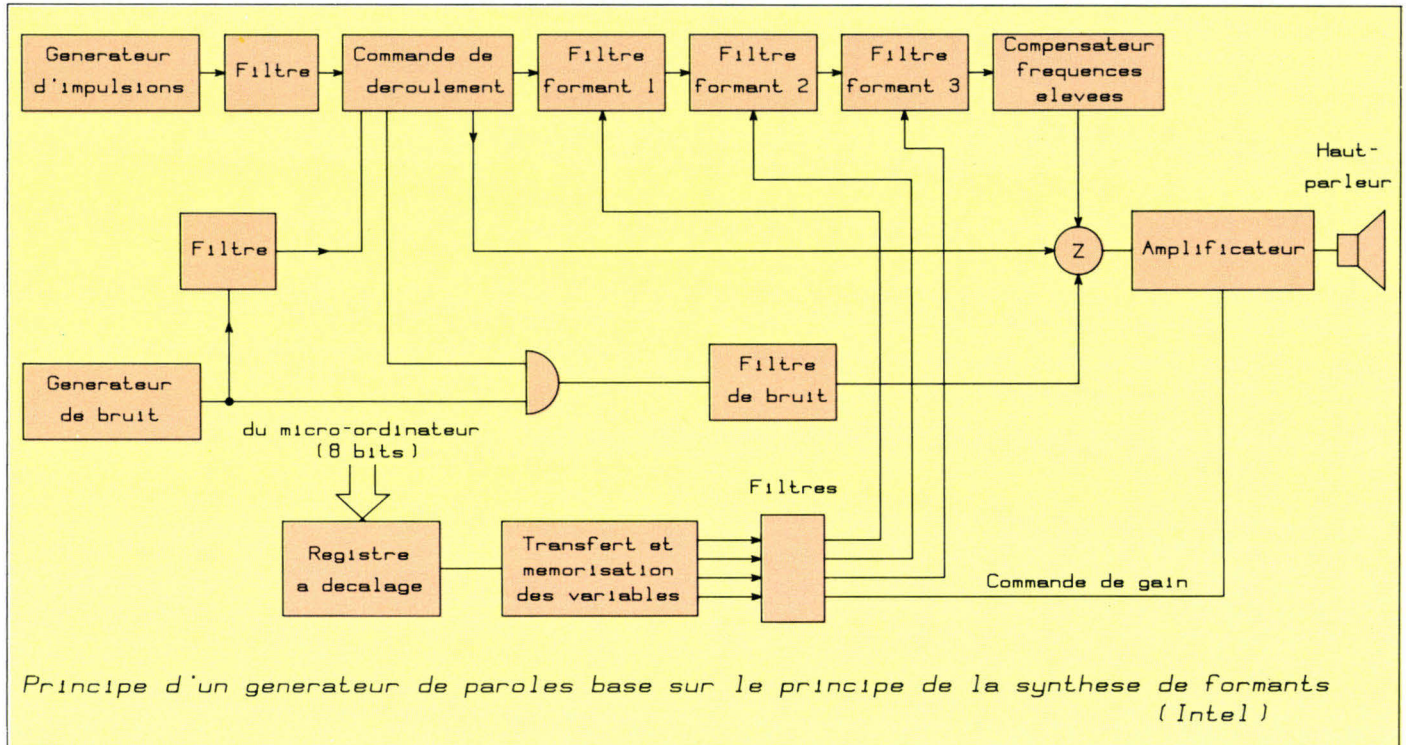 Generateur
d'impulsions
Filtre
Commande de
deroulement
Filtre
formant 1
Filtre
formant 2
Filtre
formant 3
Compensateur
frequences
elevees
Haut-
parleur
Filtre
Z
Amplificateur
Generateur
de bruit
Filtre
de bruit
du micro-ordinateur
(8 bits)
Filtres
Registre
a decalage
Transfert et
memorisation
des variables
Commande de gain
Principe d'un generateur de paroles base sur le principe de la synthese de formants
(Intel)